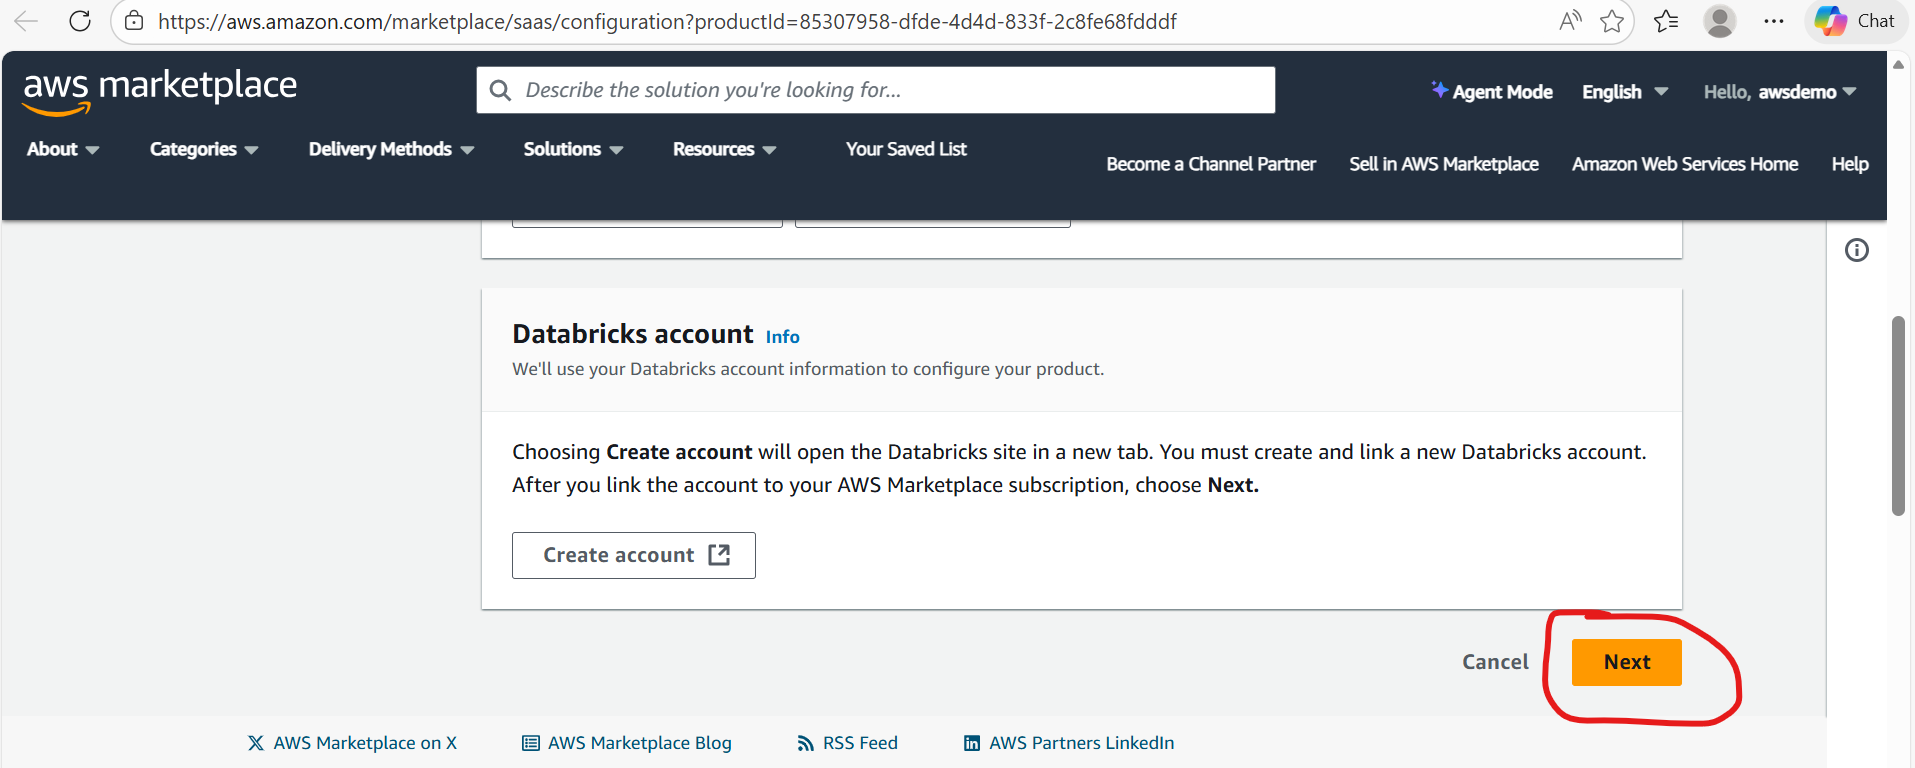 https://aws.amazon.com/marketplace/saas/configuration?productId=85307958-dfde-4d4d-833f-2c8fe68fdddf
Chat
aws marketplace
Describe the solution you're looking for...
Agent Mode
English
Hello, awsdemo
About
Categories
Delivery Methods
Solutions
Resources
Your Saved List
Become a Channel Partner
Sell in AWS Marketplace
Amazon Web Services Home
Help
Databricks account Info
We'll use your Databricks account information to configure your product.
Choosing Create account will open the Databricks site in a new tab. You must create and link a new Databricks account.
After you link the account to your AWS Marketplace subscription, choose Next.
Create account
Cancel
Next
AWS Marketplace on X
AWS Marketplace Blog
RSS Feed
AWS Partners LinkedIn